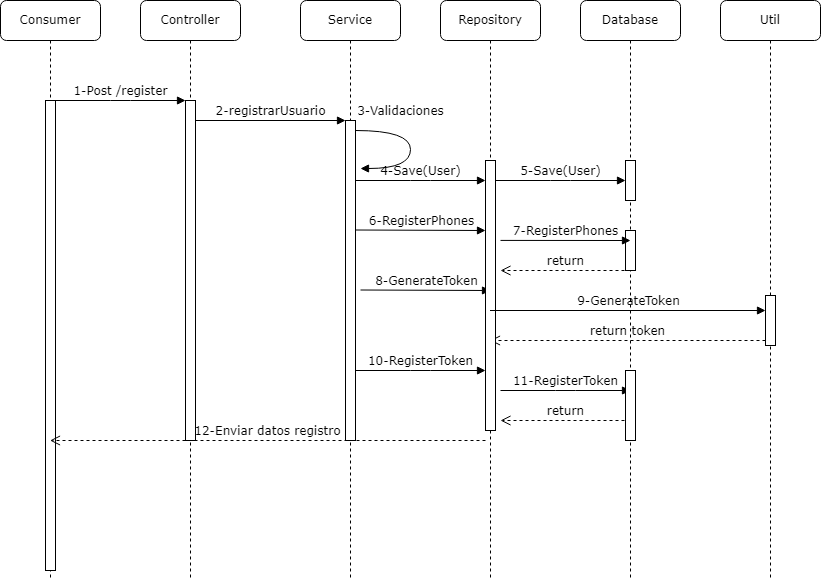 Consumer
Controller
Service
Repository
Database
Util
1-Post /register
2-registrarUsuario
3-Validaciones
4-Save(User)
5-Save(User)
6-RegisterPhones
7-RegisterPhones
return
8-GenerateToken
9-GenerateToken
return token
10-RegisterToken
11-RegisterToken
return
12-Enviar datos registro